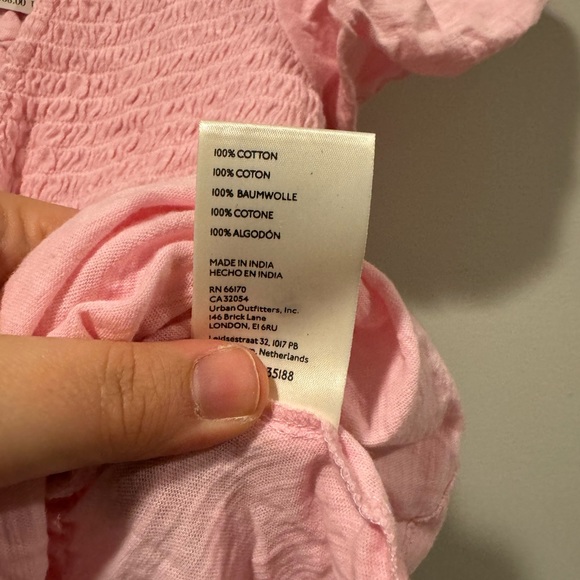 100% COTTON
100% COTON
100% BAUMWOLLE
100% COTONE
100% ALGODÓN
MADE IN INDIA
HECHO EN INDIA
RN 66170
CA 32054
Urban Outfitters, Inc.
146 Brick Lane
LONDON, E1 6RU
Leidsestraat 32, 1017 PB
Netherlands
35188